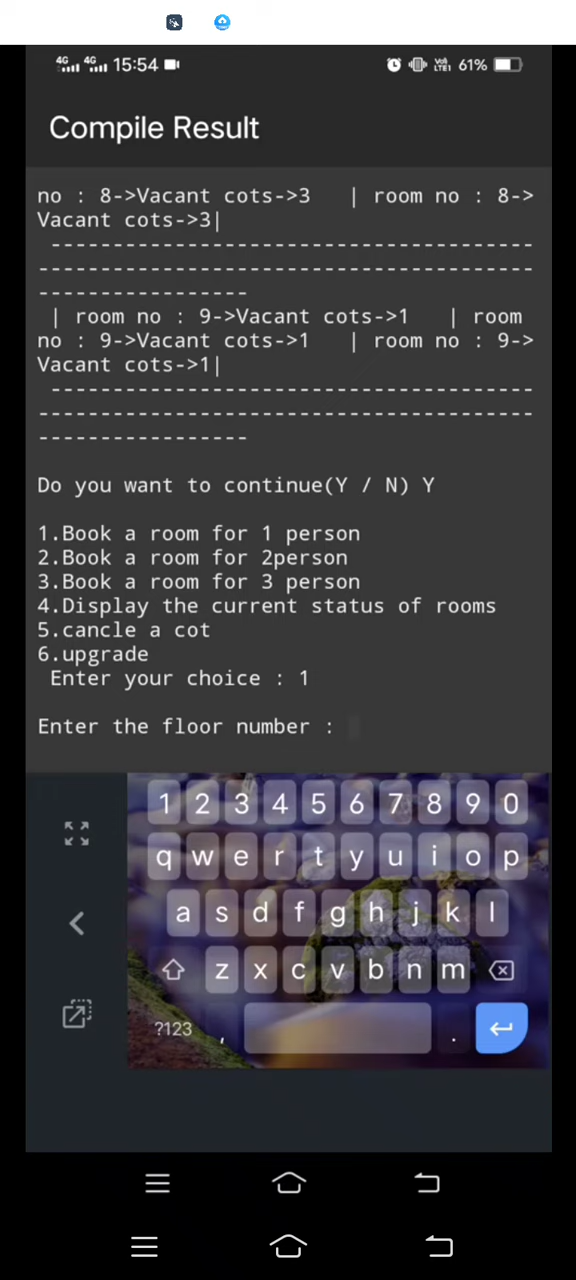 4G 4G 15:54 61%
Compile Result
no : 8->Vacant cots->3 | room no : 8->
Vacant cots->3|
---------------------------------------
---------------------------------------
-----------------
| room no : 9->Vacant cots->1 | room
no : 9->Vacant cots->1 | room no : 9->
Vacant cots->1|
---------------------------------------
---------------------------------------
-----------------
Do you want to continue(Y / N) Y
1.Book a room for 1 person
2.Book a room for 2person
3.Book a room for 3 person
4.Display the current status of rooms
5.cancle a cot
6.upgrade
Enter your choice : 1
Enter the floor number :
1 2 3 4 5 6 7 8 9 0
q w e r t y u i o p
a s d f g h j k l
z x c v b n m
?123 , .